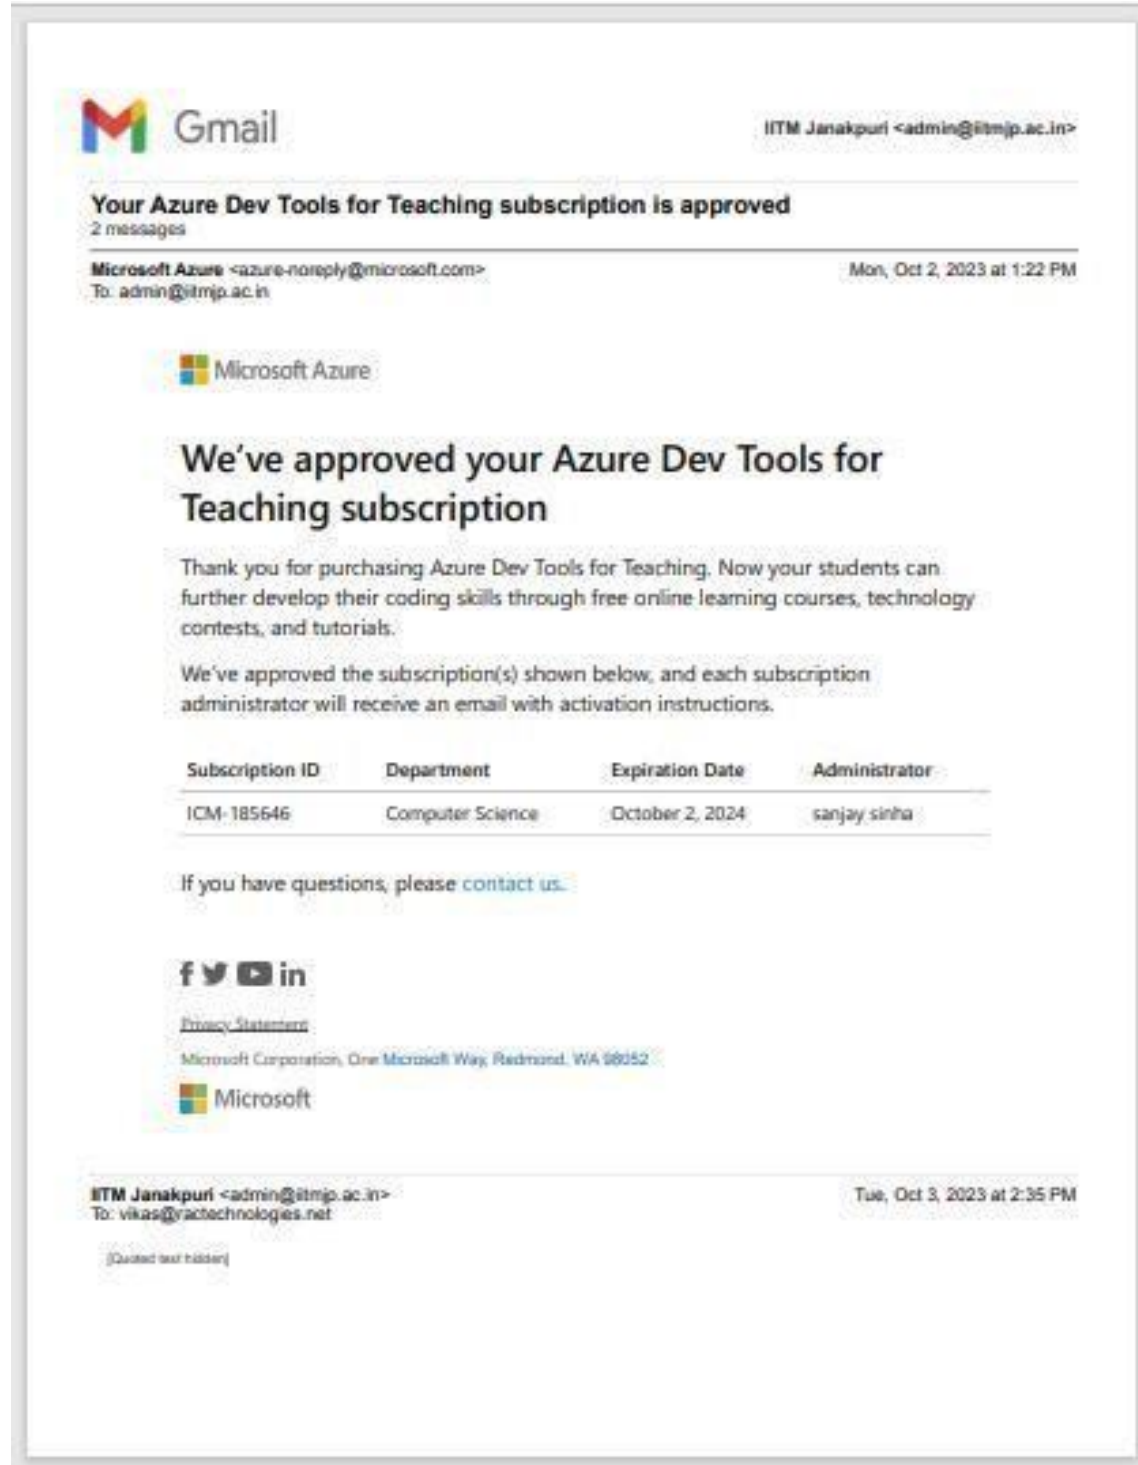 Gmail
IITM Janakpuri <admin@iitmjp.ac.in>
Your Azure Dev Tools for Teaching subscription is approved
2 messages
Microsoft Azure <azure-noreply@microsoft.com>
Mon, Oct 2, 2023 at 1:22 PM
To: admin@iitmjp.ac.in
Microsoft Azure
We've approved your Azure Dev Tools for
Teaching subscription
Thank you for purchasing Azure Dev Tools for Teaching. Now your students can
further develop their coding skills through free online learning courses, technology
contests, and tutorials.
We've approved the subscription(s) shown below, and each subscription
administrator will receive an email with activation instructions.
Subscription ID Department Expiration Date Administrator
ICM-185646 Computer Science October 2, 2024 sanjay sinha
If you have questions, please contact us.
Privacy Statement
Microsoft Corporation, One Microsoft Way, Redmond, WA 98052
Microsoft
IITM Janakpuri <admin@iitmjp.ac.in>
Tue, Oct 3, 2023 at 2:35 PM
To: vikas@ractechnologies.net
[Quoted text hidden]